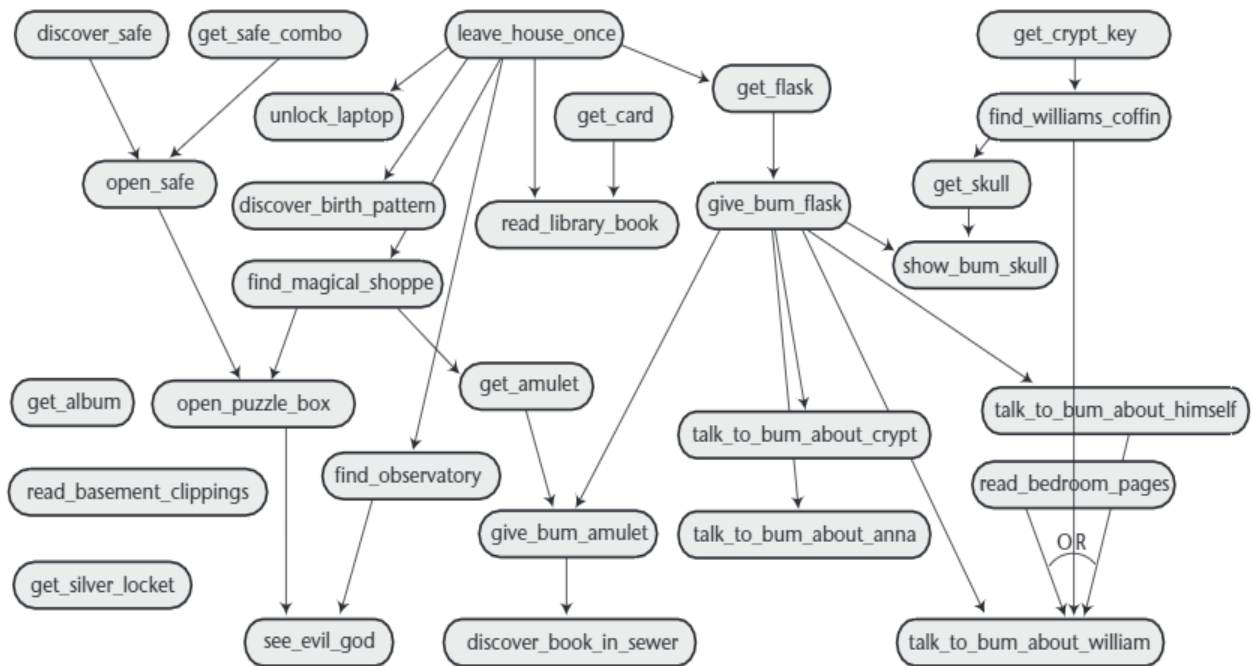 discover_safe
get_safe_combo
leave_house_once
get_crypt_key
get_flask
unlock_laptop
get_card
find_williams_coffin
open_safe
get_skull
discover_birth_pattern
read_library_book
give_bum_flask
show_bum_skull
find_magical_shoppe
get_album
open_puzzle_box
get_amulet
talk_to_bum_about_himself
talk_to_bum_about_crypt
find_observatory
read_basement_clippings
read_bedroom_pages
give_bum_amulet
talk_to_bum_about_anna
OR
get_silver_locket
see_evil_god
discover_book_in_sewer
talk_to_bum_about_william